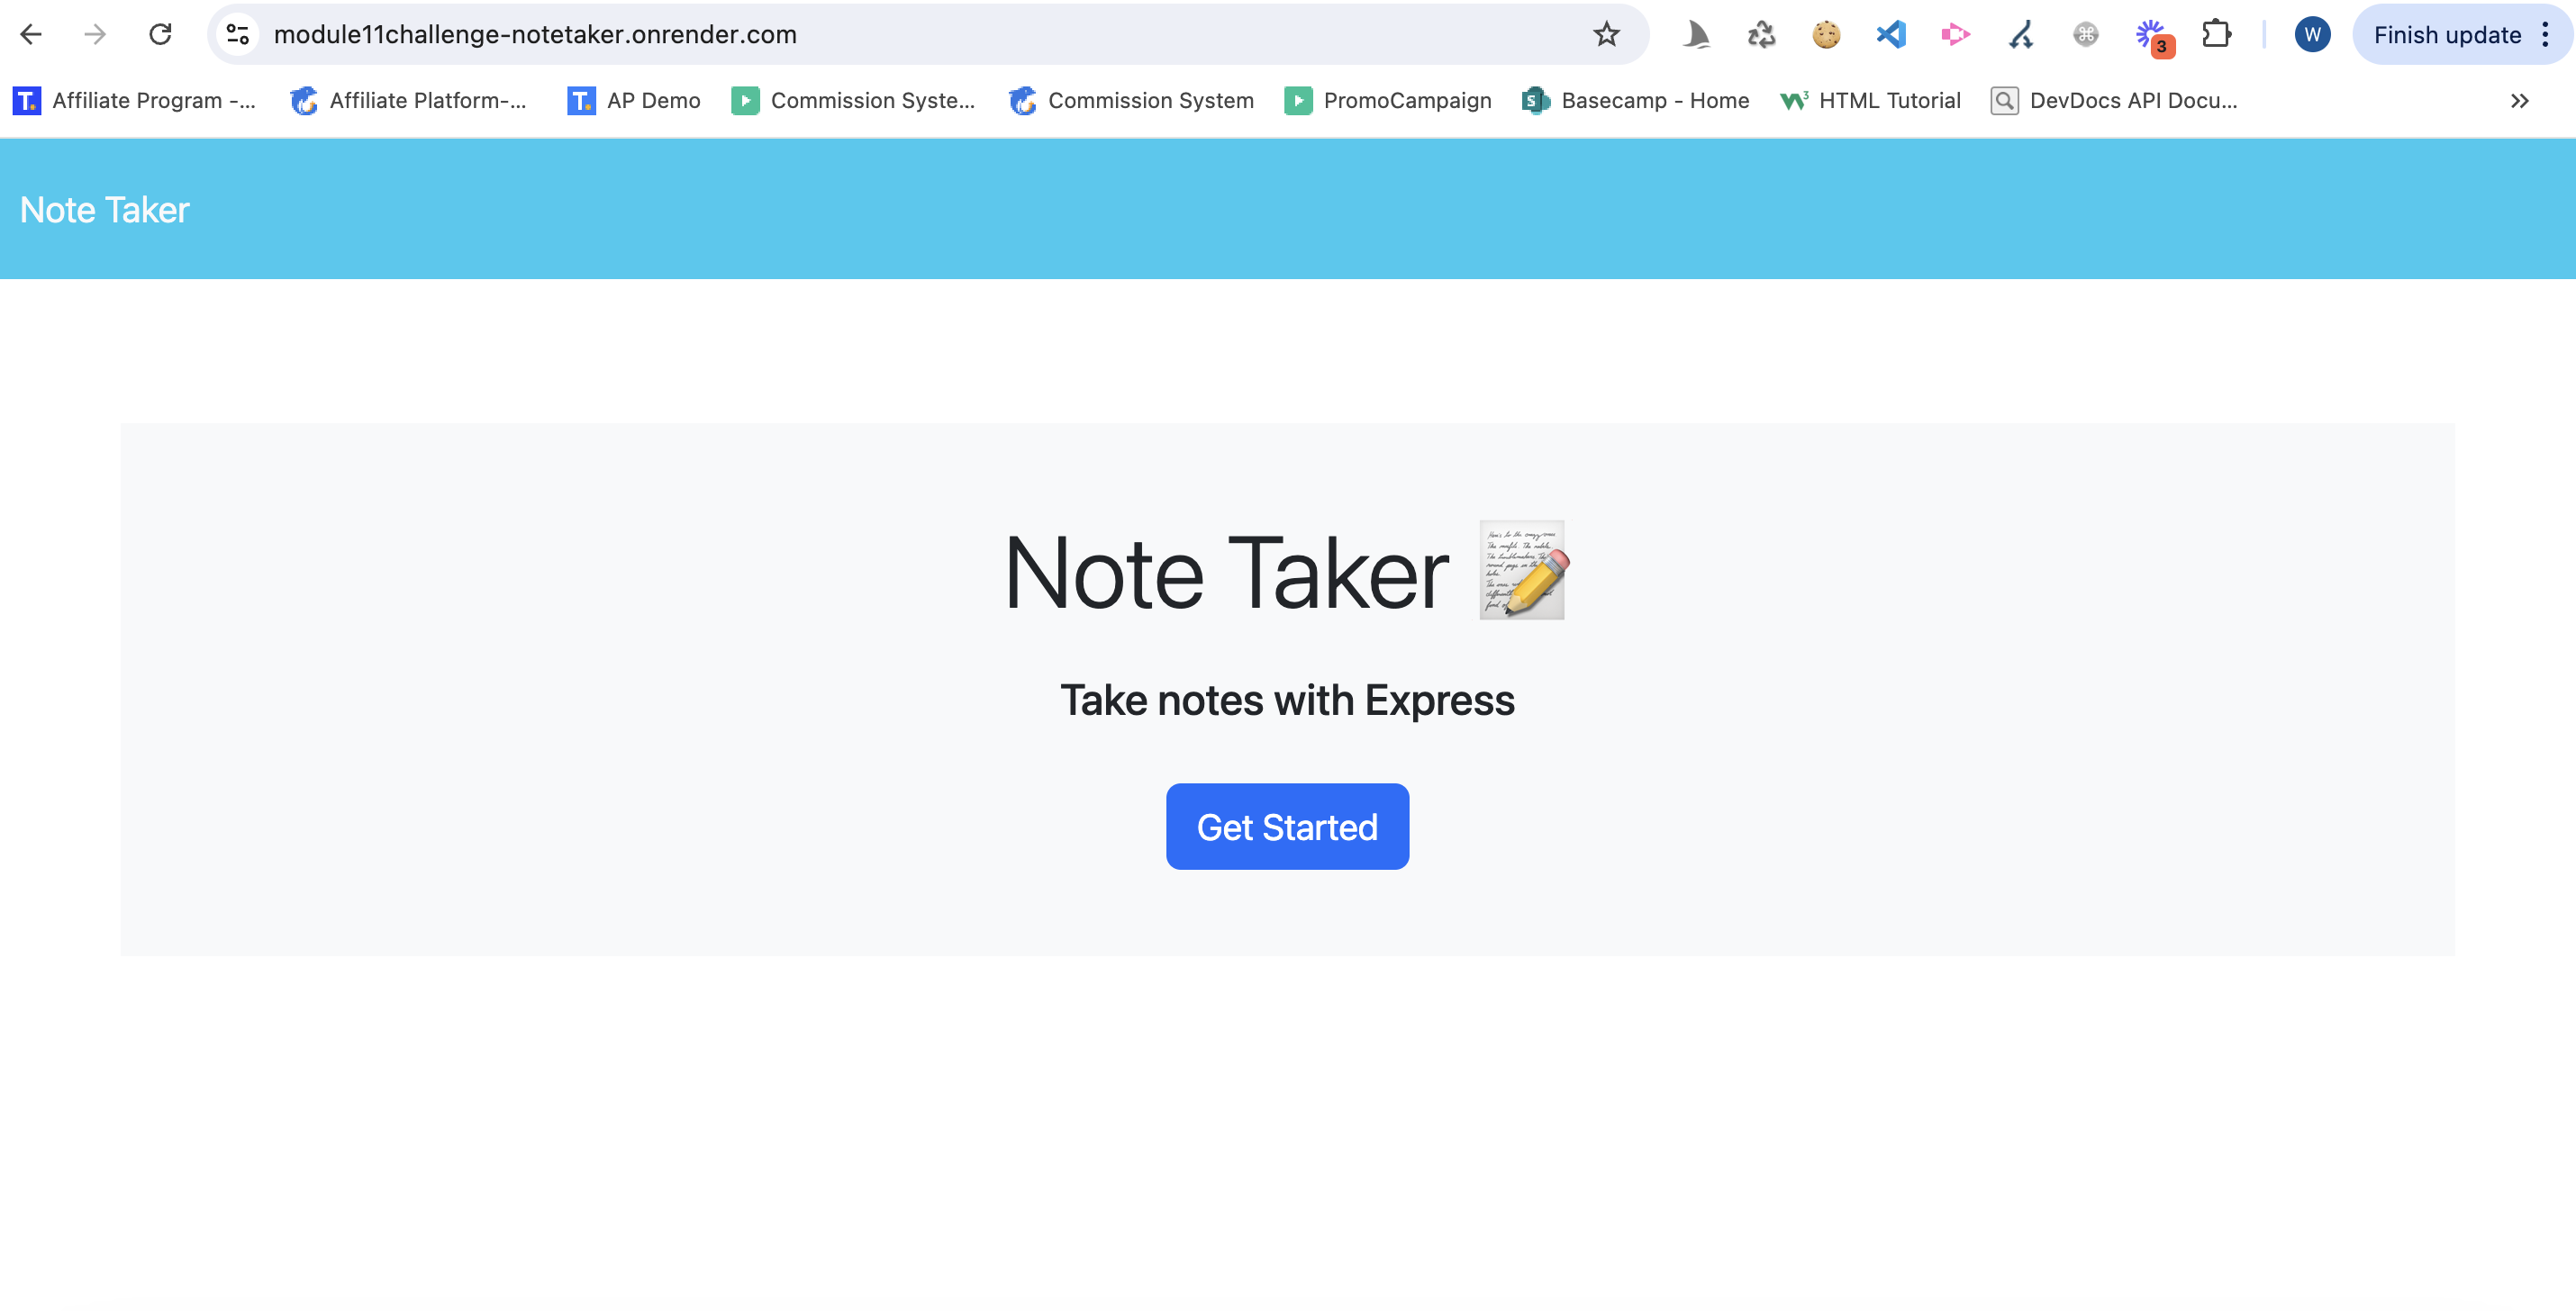 module11challenge-notetaker.onrender.com
3
W
Finish update
Affiliate Program -...
Affiliate Platform-...
AP Demo
Commission Syste...
Commission System
PromoCampaign
Basecamp - Home
HTML Tutorial
DevDocs API Docu...
Note Taker
Note Taker
Take notes with Express
Get Started